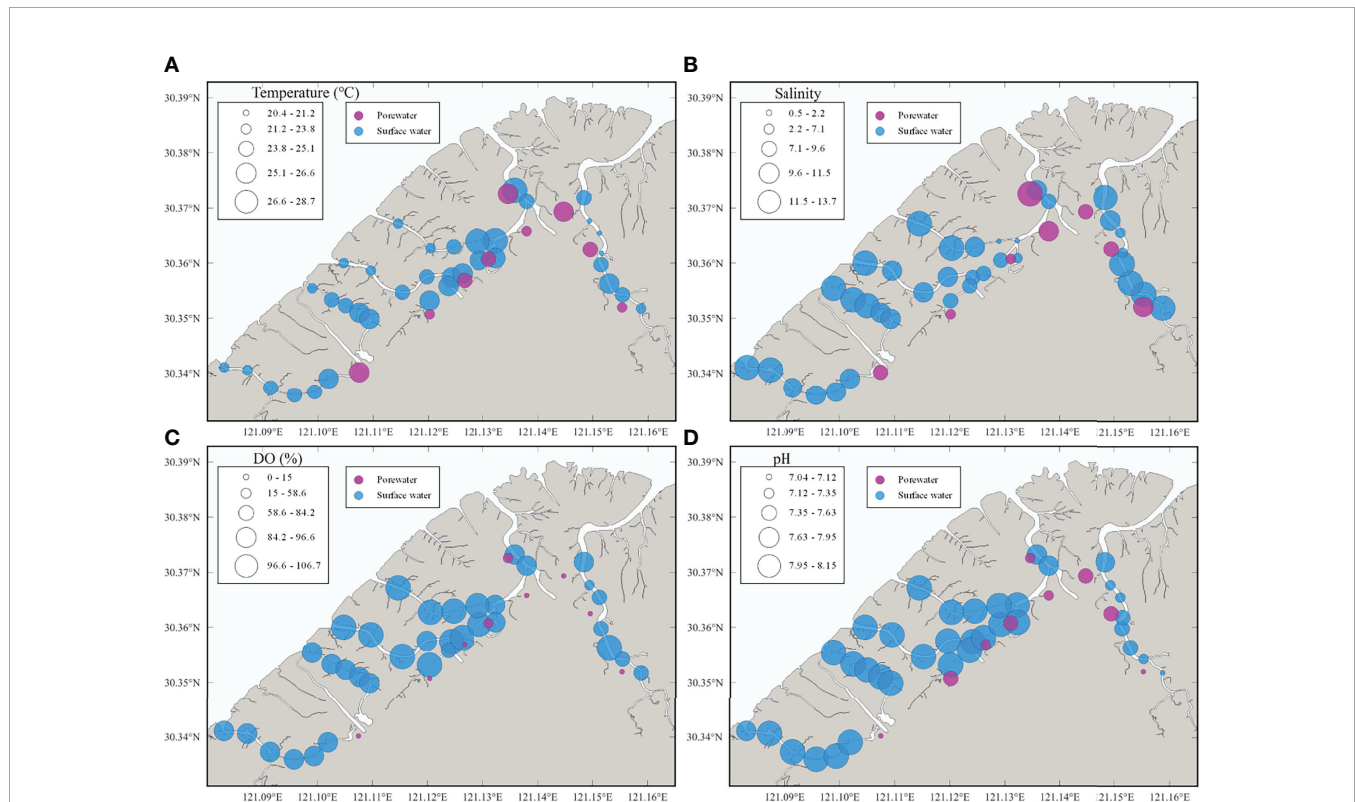 A
B
Temperature (℃)
20.4 - 21.2
21.2 - 23.8
23.8 - 25.1
25.1 - 26.6
26.6 - 28.7
Porewater
Surface water
30.39°N
30.38°N
30.37°N
30.36°N
30.35°N
30.34°N
Salinity
0.5 - 2.2
2.2 - 7.1
7.1 - 9.6
9.6 - 11.5
11.5 - 13.7
Porewater
Surface water
30.39°N
30.38°N
30.37°N
30.36°N
30.35°N
30.34°N
121.09°E 121.10°E 121.11°E 121.12°E 121.13°E 121.14°E 121.15°E 121.16°E
121.09°E 121.10°E 121.11°E 121.12°E 121.13°E 121.14°E 121.15°E 121.16°E
C
D
DO (%)
0 - 15
15 - 58.6
58.6 - 84.2
84.2 - 96.6
96.6 - 106.7
Porewater
Surface water
30.39°N
30.38°N
30.37°N
30.36°N
30.35°N
30.34°N
pH
7.04 - 7.12
7.12 - 7.35
7.35 - 7.63
7.63 - 7.95
7.95 - 8.15
Porewater
Surface water
30.39°N
30.38°N
30.37°N
30.36°N
30.35°N
30.34°N
121.09°E 121.10°E 121.11°E 121.12°E 121.13°E 121.14°E 121.15°E 121.16°E
121.09°E 121.10°E 121.11°E 121.12°E 121.13°E 121.14°E 121.15°E 121.16°E